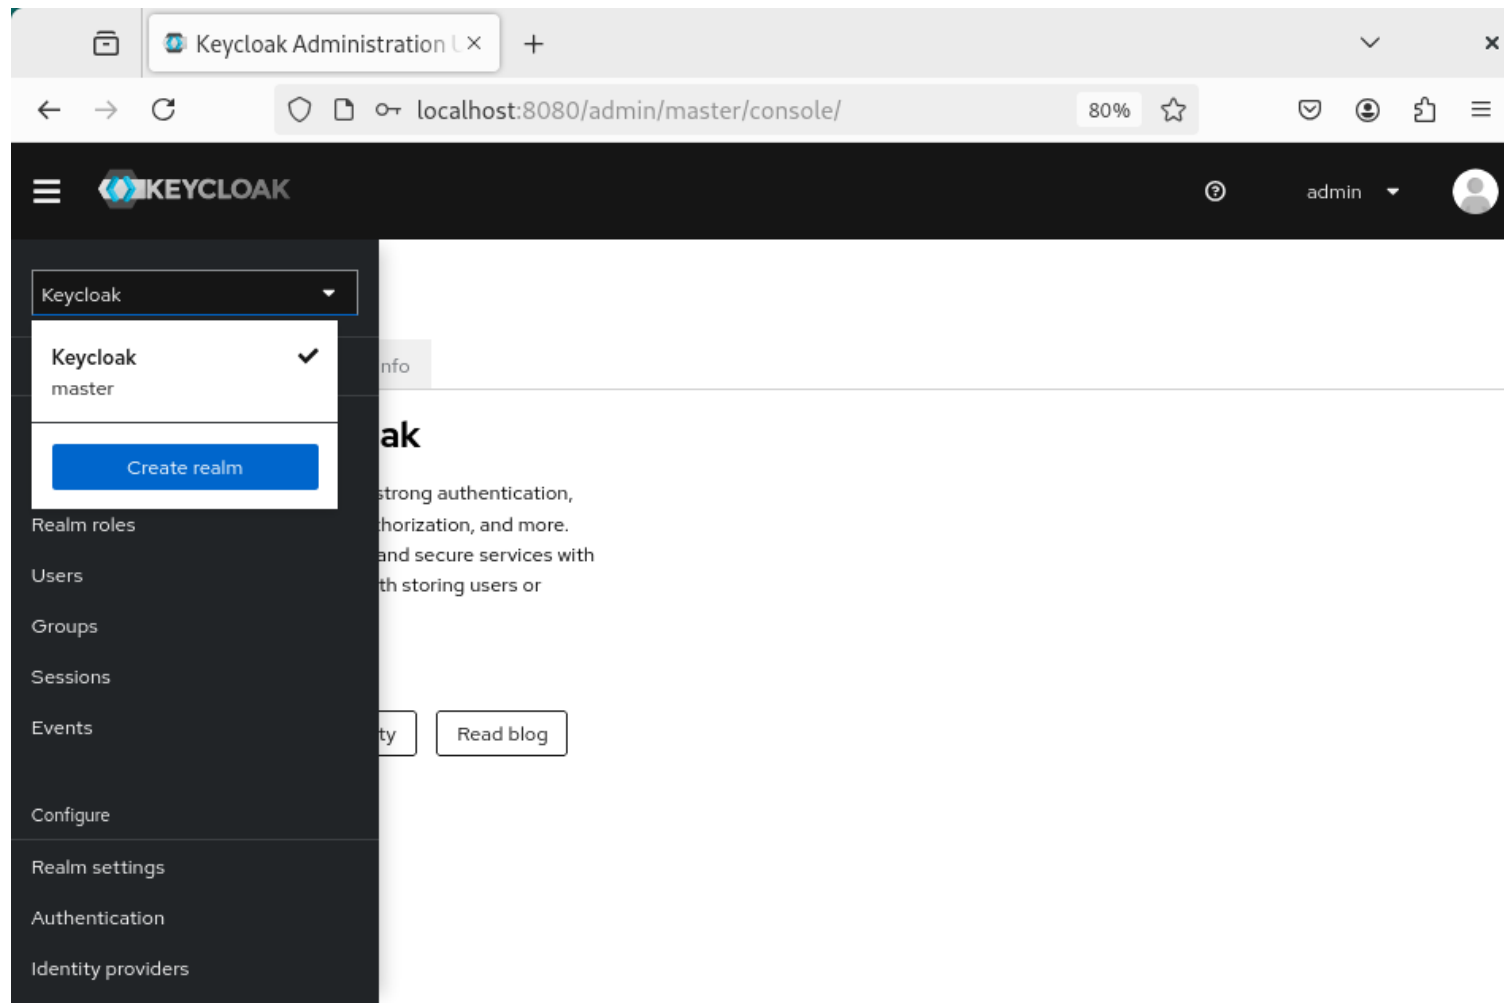 Keycloak Administration
localhost:8080/admin/master/console/
80%
KEYCLOAK
admin
Keycloak
Keycloak
master
Create realm
Realm roles
Users
Groups
Sessions
Events
Configure
Realm settings
Authentication
Identity providers
nfo
ak
strong authentication,
horization, and more.
and secure services with
th storing users or
ty
Read blog